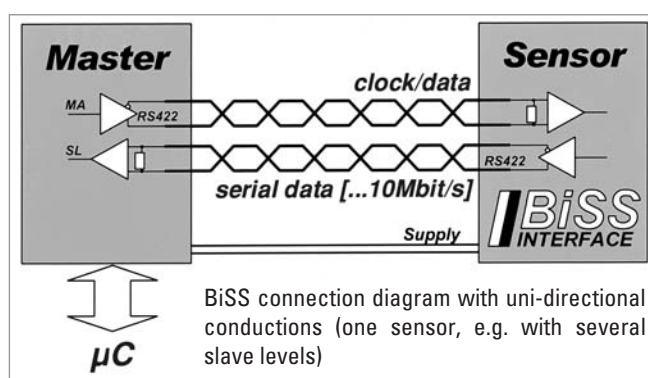 Master
Sensor
clock/data
MA
RS422
SL
RS422
serial data [...10Mbit/s]
BiSS
INTERFACE
Supply
µC
BiSS connection diagram with uni-directional
conductions (one sensor, e.g. with several
slave levels)